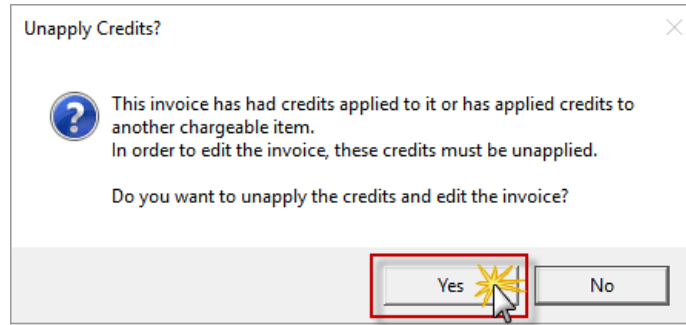 Unapply Credits?
This invoice has had credits applied to it or has applied credits to
another chargeable item.
In order to edit the invoice, these credits must be unapplied.
Do you want to unapply the credits and edit the invoice?
Yes
No